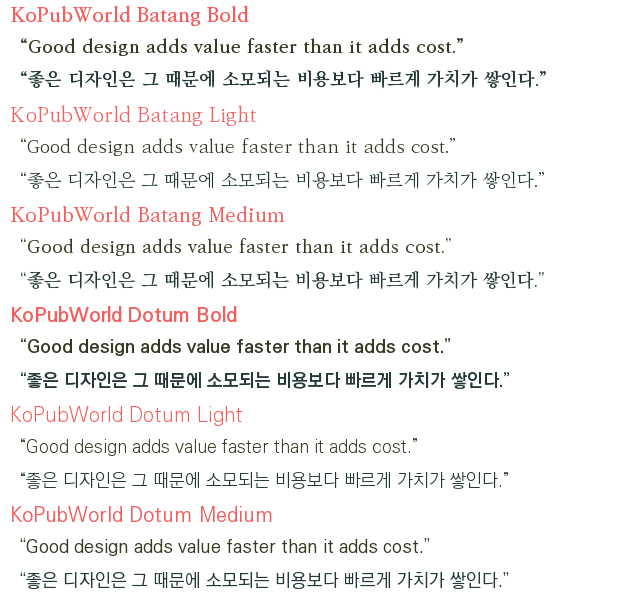 KoPubWorld Batang Bold
“Good design adds value faster than it adds cost.”
“좋은 디자인은 그 때문에 소모되는 비용보다 빠르게 가치가 쌓인다.”
KoPubWorld Batang Light
“Good design adds value faster than it adds cost.”
“좋은 디자인은 그 때문에 소모되는 비용보다 빠르게 가치가 쌓인다.”
KoPubWorld Batang Medium
“Good design adds value faster than it adds cost.”
“좋은 디자인은 그 때문에 소모되는 비용보다 빠르게 가치가 쌓인다.”
KoPubWorld Dotum Bold
“Good design adds value faster than it adds cost.”
“좋은 디자인은 그 때문에 소모되는 비용보다 빠르게 가치가 쌓인다.”
KoPubWorld Dotum Light
“Good design adds value faster than it adds cost.”
“좋은 디자인은 그 때문에 소모되는 비용보다 빠르게 가치가 쌓인다.”
KoPubWorld Dotum Medium
“Good design adds value faster than it adds cost.”
“좋은 디자인은 그 때문에 소모되는 비용보다 빠르게 가치가 쌓인다.”